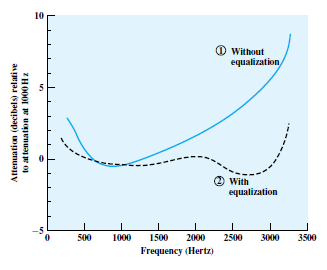 10
① Without
equalization
5
Attenuation (decibels) relative
to attenuation at 1000 Hz
0
② With
equalization
−5
0 500 1000 1500 2000 2500 3000 3500
Frequency (Hertz)